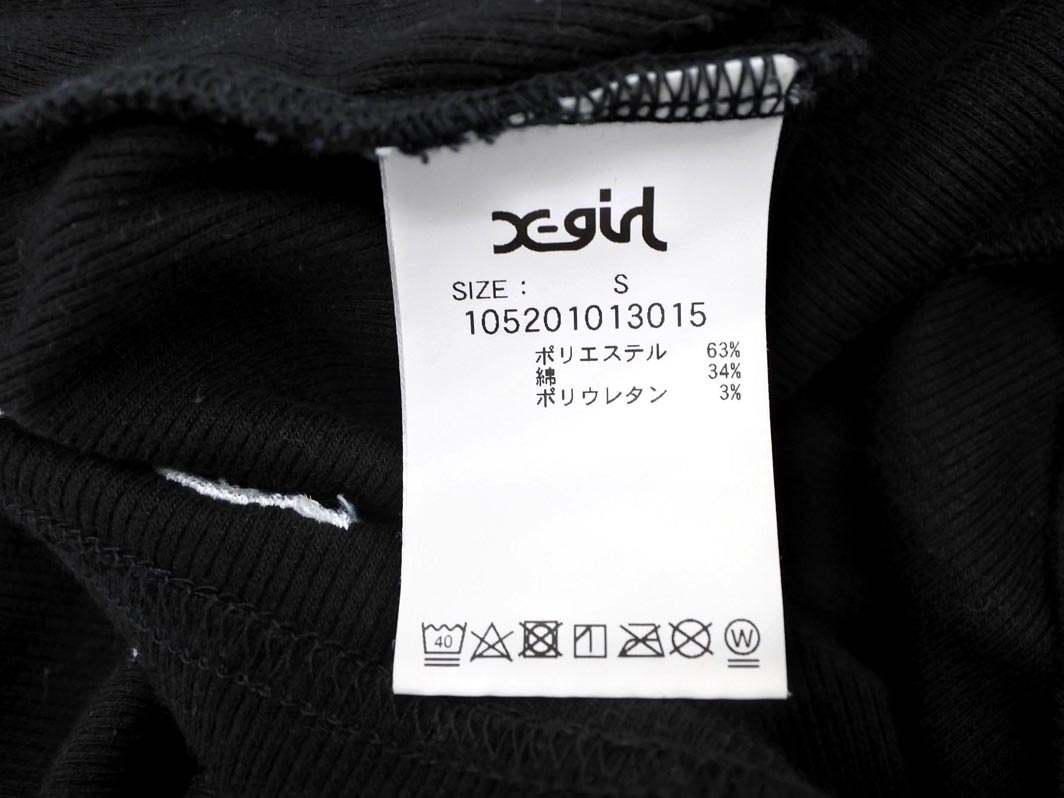 X-girl
SIZE : S
105201013015
ポリエステル 63%
綿 34%
ポリウレタン 3%
40 W